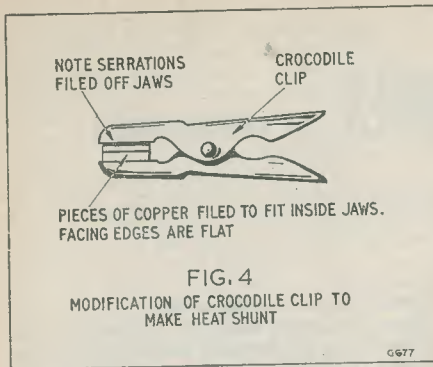 NOTE SERRATIONS
FILED OFF JAWS
CROCODILE
CLIP
PIECES OF COPPER FILED TO FIT INSIDE JAWS.
FACING EDGES ARE FLAT
FIG. 4
MODIFICATION OF CROCODILE CLIP TO
MAKE HEAT SHUNT
GG77